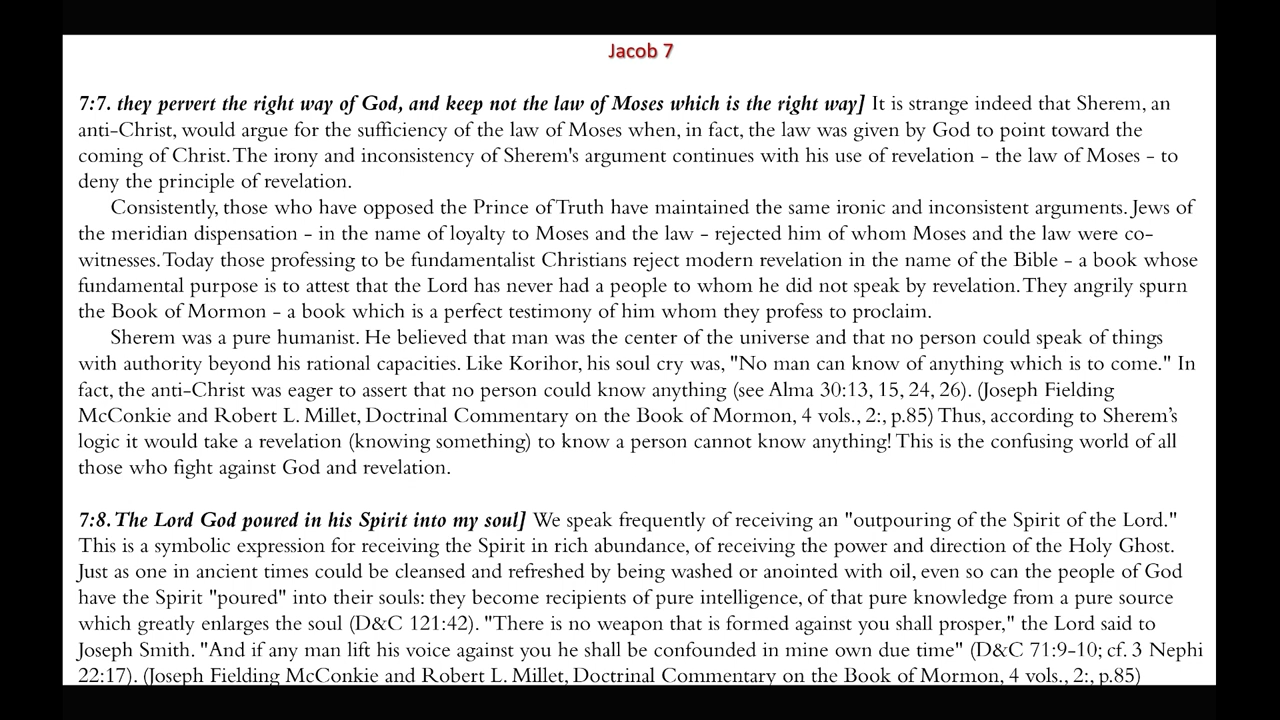 Jacob 7
7:7. they pervert the right way of God, and keep not the law of Moses which is the right way] It is strange indeed that Sherem, an
anti-Christ, would argue for the sufficiency of the law of Moses when, in fact, the law was given by God to point toward the
coming of Christ. The irony and inconsistency of Sherem's argument continues with his use of revelation - the law of Moses - to
deny the principle of revelation.
Consistently, those who have opposed the Prince of Truth have maintained the same ironic and inconsistent arguments. Jews of
the meridian dispensation - in the name of loyalty to Moses and the law - rejected him of whom Moses and the law were co-
witnesses. Today those professing to be fundamentalist Christians reject modern revelation in the name of the Bible - a book whose
fundamental purpose is to attest that the Lord has never had a people to whom he did not speak by revelation. They angrily spurn
the Book of Mormon - a book which is a perfect testimony of him whom they profess to proclaim.
Sherem was a pure humanist. He believed that man was the center of the universe and that no person could speak of things
with authority beyond his rational capacities. Like Korihor, his soul cry was, "No man can know of anything which is to come." In
fact, the anti-Christ was eager to assert that no person could know anything (see Alma 30:13, 15, 24, 26). (Joseph Fielding
McConkie and Robert L. Millet, Doctrinal Commentary on the Book of Mormon, 4 vols., 2:, p.85) Thus, according to Sherem's
logic it would take a revelation (knowing something) to know a person cannot know anything! This is the confusing world of all
those who fight against God and revelation.
7:8. The Lord God poured in his Spirit into my soul] We speak frequently of receiving an "outpouring of the Spirit of the Lord."
This is a symbolic expression for receiving the Spirit in rich abundance, of receiving the power and direction of the Holy Ghost.
Just as one in ancient times could be cleansed and refreshed by being washed or anointed with oil, even so can the people of God
have the Spirit "poured" into their souls: they become recipients of pure intelligence, of that pure knowledge from a pure source
which greatly enlarges the soul (D&C 121:42). "There is no weapon that is formed against you shall prosper," the Lord said to
Joseph Smith. "And if any man lift his voice against you he shall be confounded in mine own due time" (D&C 71:9-10; cf. 3 Nephi
22:17). (Joseph Fielding McConkie and Robert L. Millet, Doctrinal Commentary on the Book of Mormon, 4 vols., 2:, p.85)